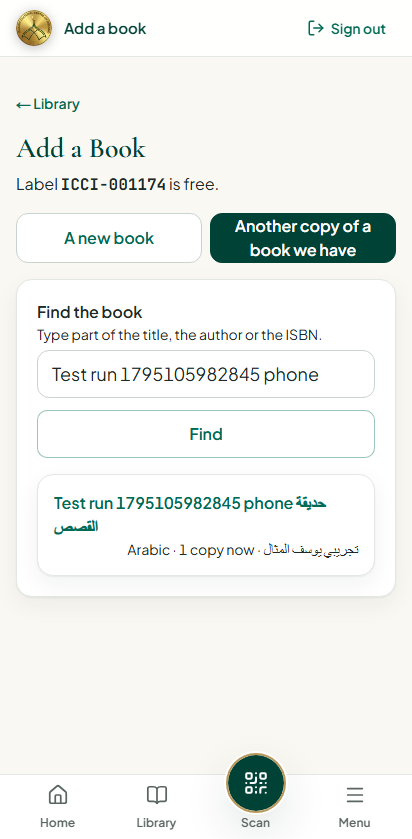 Add a book
Sign out
← Library
Add a Book
Label ICCI-001174 is free.
A new book
Another copy of a
book we have
Find the book
Type part of the title, the author or the ISBN.
Test run 1795105982845 phone
Find
Test run 1795105982845 phone حديقة
القصص
تجريبي يوسف المثال · Arabic · 1 copy now
Home
Library
Scan
Menu